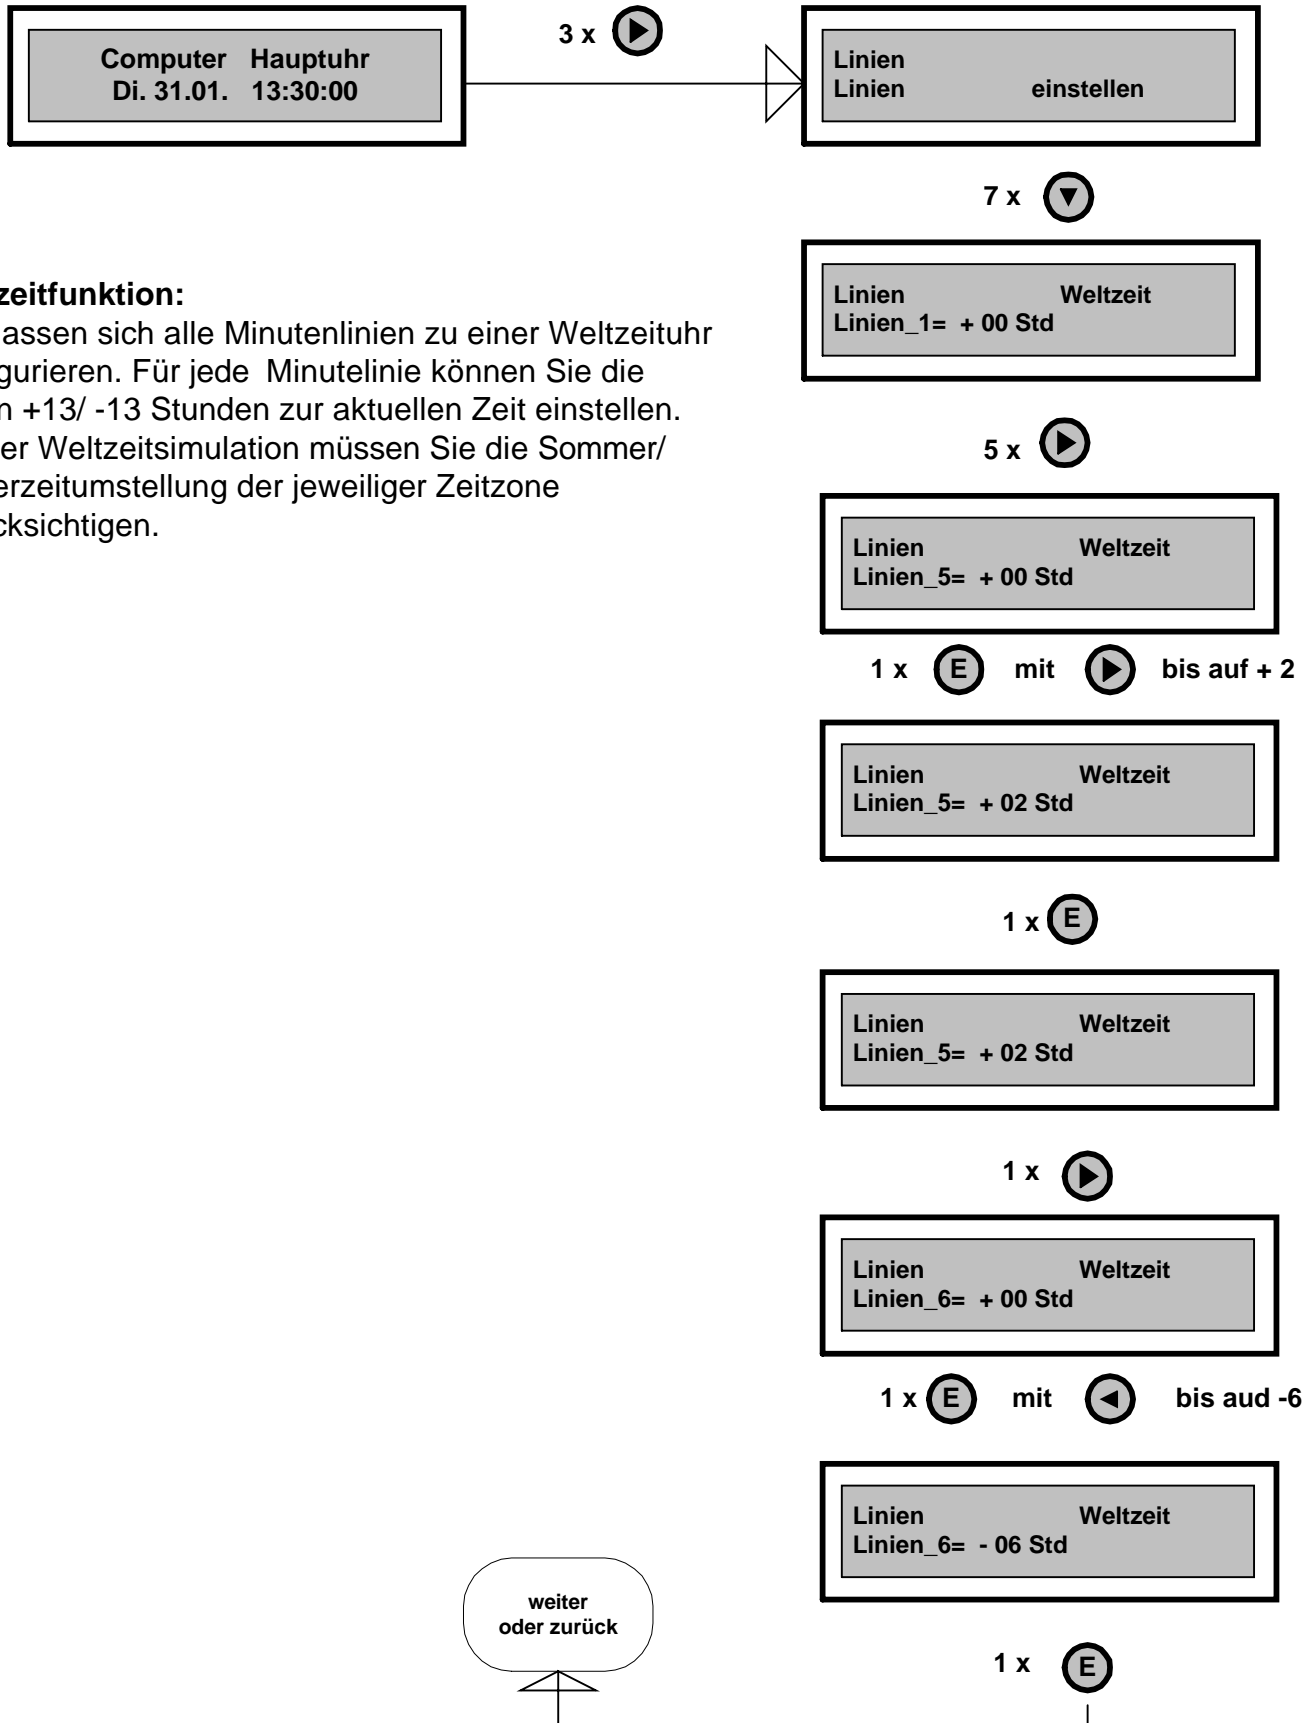 3 x
Computer Hauptuhr
Di. 31.01. 13:30:00
Linien
Linien einstellen
7 x
Linien Weltzeit
Linien_1= + 00 Std
zeitfunktion:
assen sich alle Minutenlinien zu einer Weltzeituhr
gurieren. Für jede Minutelinie können Sie die
n +13/ -13 Stunden zur aktuellen Zeit einstellen.
er Weltzeitsimulation müssen Sie die Sommer/
erzeitumstellung der jeweiliger Zeitzone
cksichtigen.
5 x
Linien Weltzeit
Linien_5= + 00 Std
1 x E mit bis auf + 2
Linien Weltzeit
Linien_5= + 02 Std
1 x E
Linien Weltzeit
Linien_5= + 02 Std
1 x
Linien Weltzeit
Linien_6= + 00 Std
1 x E mit bis aud -6
Linien Weltzeit
Linien_6= - 06 Std
weiter
oder zurück
1 x E